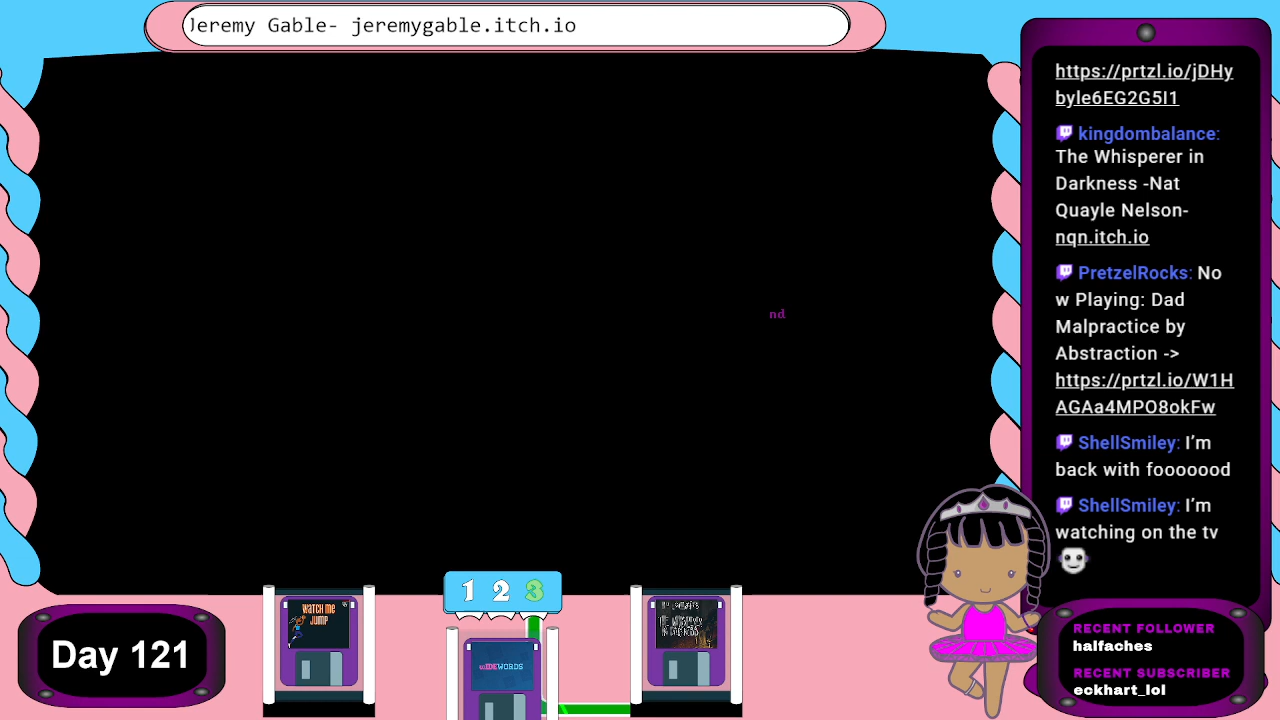 Jeremy Gable- jeremygable.itch.io
https://prtzl.io/jDHy
byle6EG2G5I1
kingdombalance:
The Whisperer in
Darkness -Nat
Quayle Nelson-
nqn.itch.io
PretzelRocks: No
w Playing: Dad
Malpractice by
Abstraction ->
https://prtzl.io/W1H
AGAa4MPO8okFw
ShellSmiley: I'm
back with fooooood
ShellSmiley: I'm
watching on the tv
nd
1 2 3
Day 121
WATCH ME
JUMP
WORDS
RECENT FOLLOWER
halfaches
RECENT SUBSCRIBER
eckhart_lol